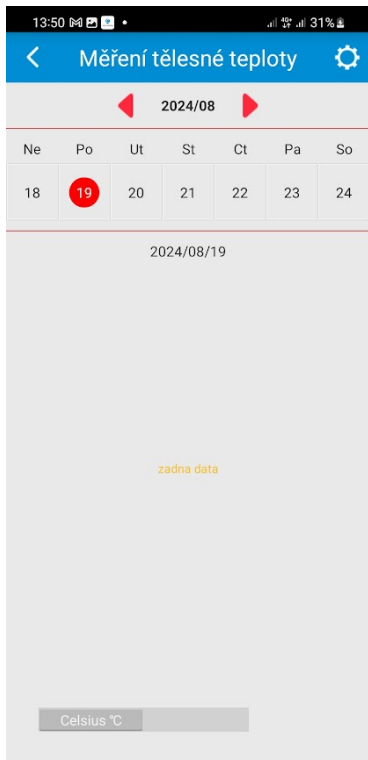 13:50 31%
Měření tělesné teploty
2024/08
Ne Po Ut St Ct Pa So
18 19 20 21 22 23 24
2024/08/19
zadna data
Celsius °C